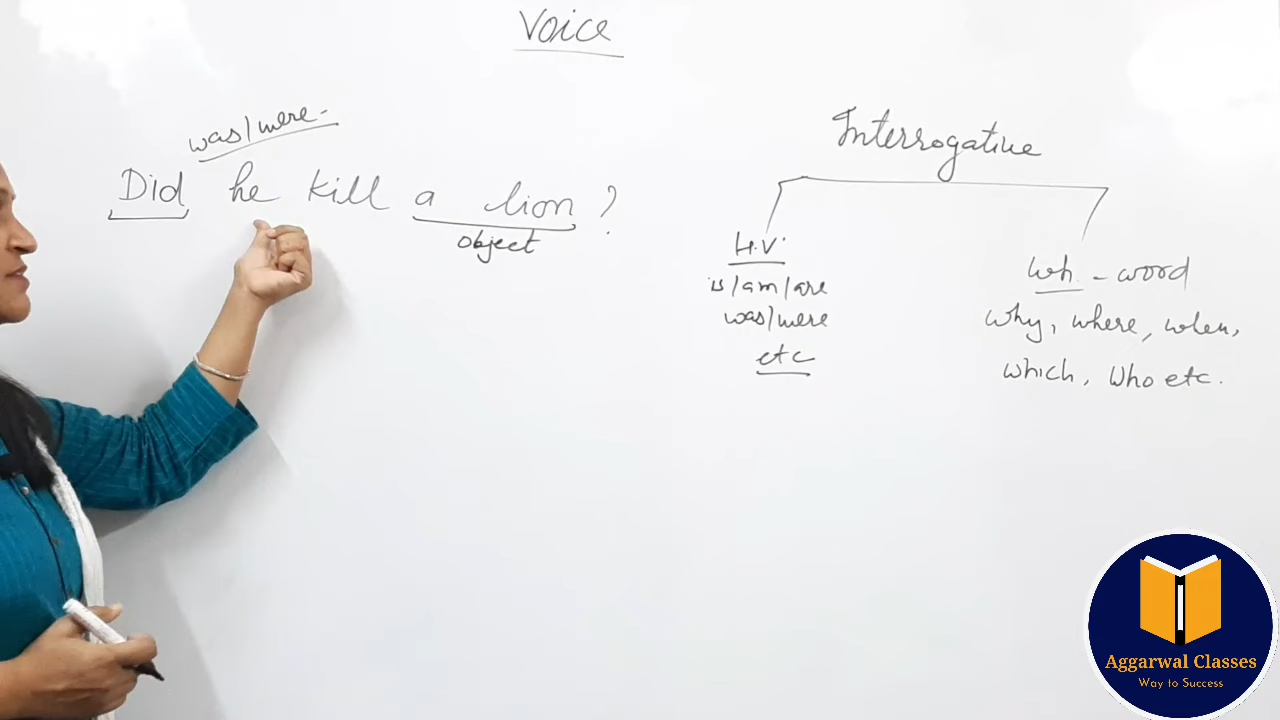 Voice
was/were-
Did he kill a lion ?
object
Interrogative
H.V.
is/am/are
was/were
etc
wh. - word
why, where, when,
which, Who etc.
Aggarwal Classes
Way to Success